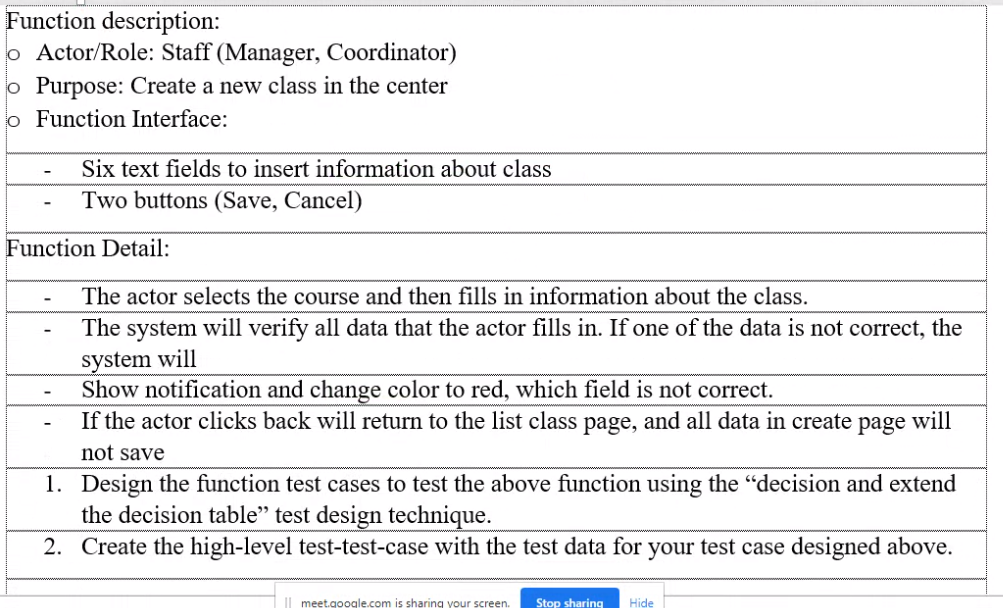 Function description:
o Actor/Role: Staff (Manager, Coordinator)
o Purpose: Create a new class in the center
o Function Interface:
- Six text fields to insert information about class
- Two buttons (Save, Cancel)
Function Detail:
- The actor selects the course and then fills in information about the class.
- The system will verify all data that the actor fills in. If one of the data is not correct, the
system will
- Show notification and change color to red, which field is not correct.
- If the actor clicks back will return to the list class page, and all data in create page will
not save
1. Design the function test cases to test the above function using the “decision and extend
the decision table” test design technique.
2. Create the high-level test-test-case with the test data for your test case designed above.
|| meet.google.com is sharing your screen. Stop sharing Hide